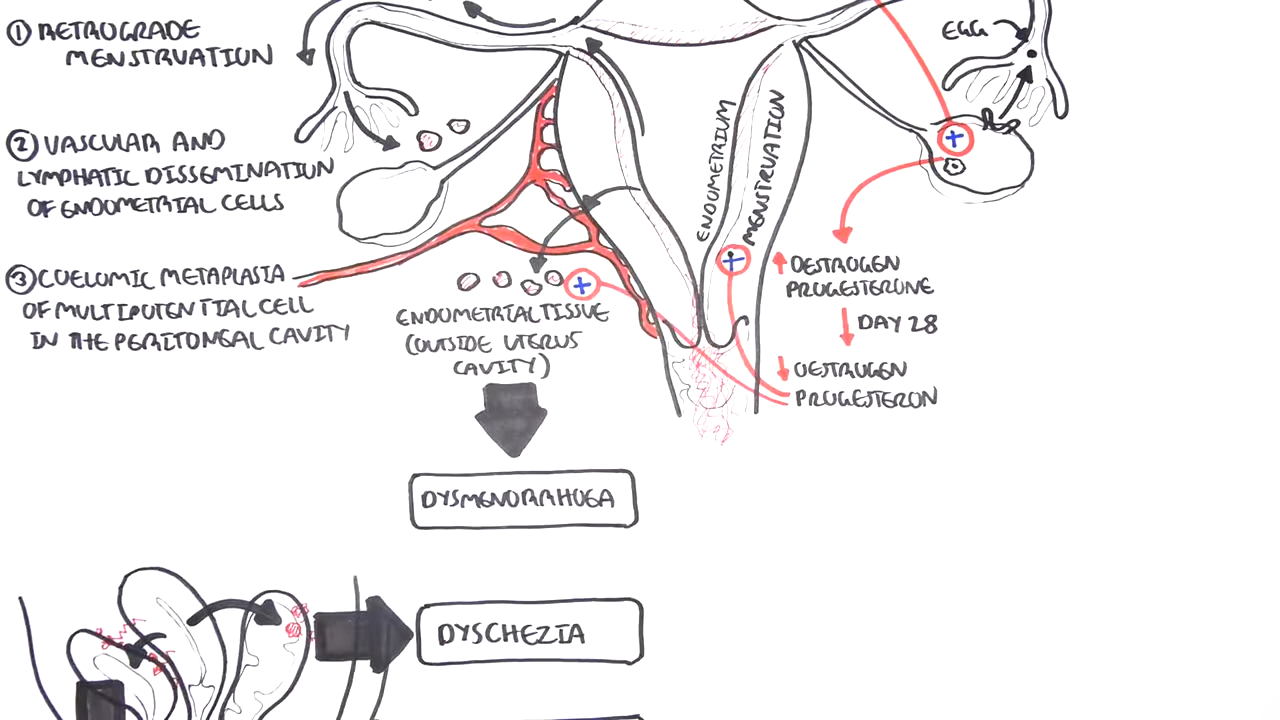 ① RETROGRADE
MENSTRUATION
② VASCULAR AND
LYMPHATIC DISSEMINATION
OF ENDOMETRIAL CELLS
③ COELOMIC METAPLASIA
OF MULTIPOTENTIAL CELL
IN THE PERITONEAL CAVITY
ENDOMETRIAL TISSUE
(OUTSIDE UTERUS
CAVITY)
ENDOMETRIUM
MENSTRUATION
EGG
+
+
+
↑ OESTROGEN
PROGESTERONE
↓ DAY 28
↓ OESTROGEN
PROGESTERON
DYSMENORRHOEA
DYSCHEZIA